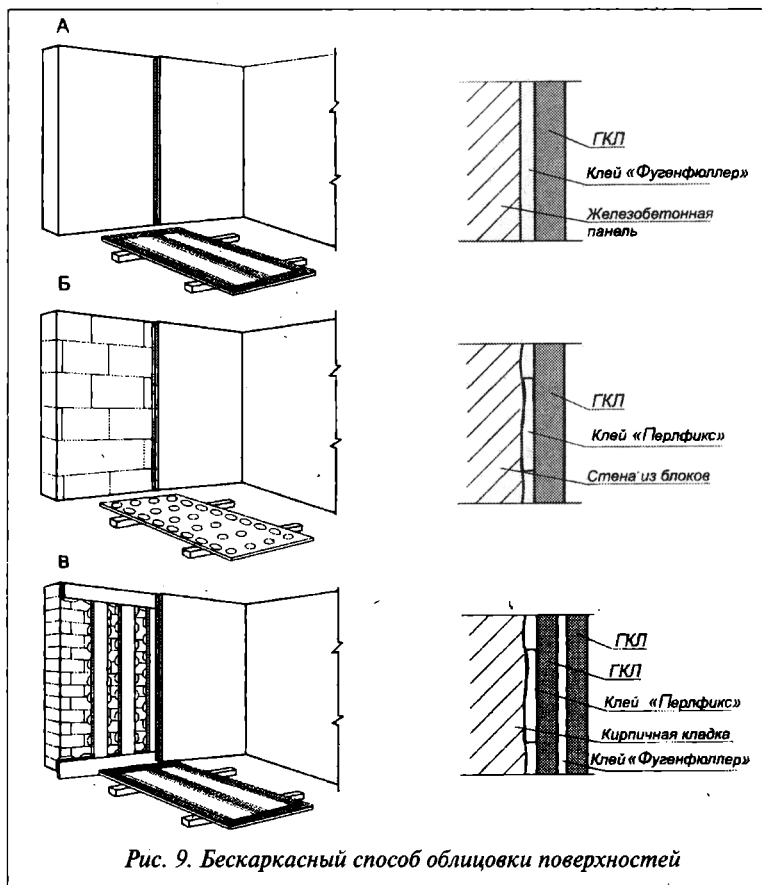 А
ГКЛ
Клей «Фугенфюллер»
Железобетонная
панель
Б
ГКЛ
Клей «Перлфикс»
Стена из блоков
В
ГКЛ
ГКЛ
Клей «Перлфикс»
Кирпичная кладка
Клей «Фугенфюллер»
Рис. 9. Бескаркасный способ облицовки поверхностей